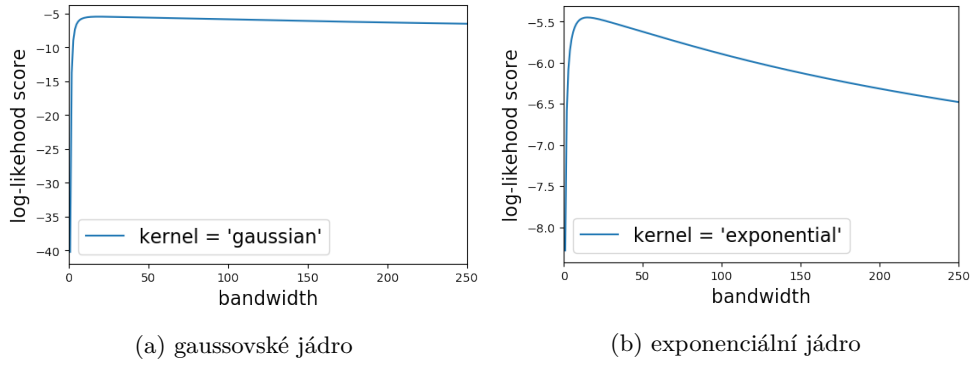 −5
−10
−15
−20
−25
−30
−35
−40
log-likehood score
kernel = 'gaussian'
0 50 100 150 200 250
bandwidth
(a) gaussovské jádro
−5.5
−6.0
−6.5
−7.0
−7.5
−8.0
log-likehood score
kernel = 'exponential'
0 50 100 150 200 250
bandwidth
(b) exponenciální jádro